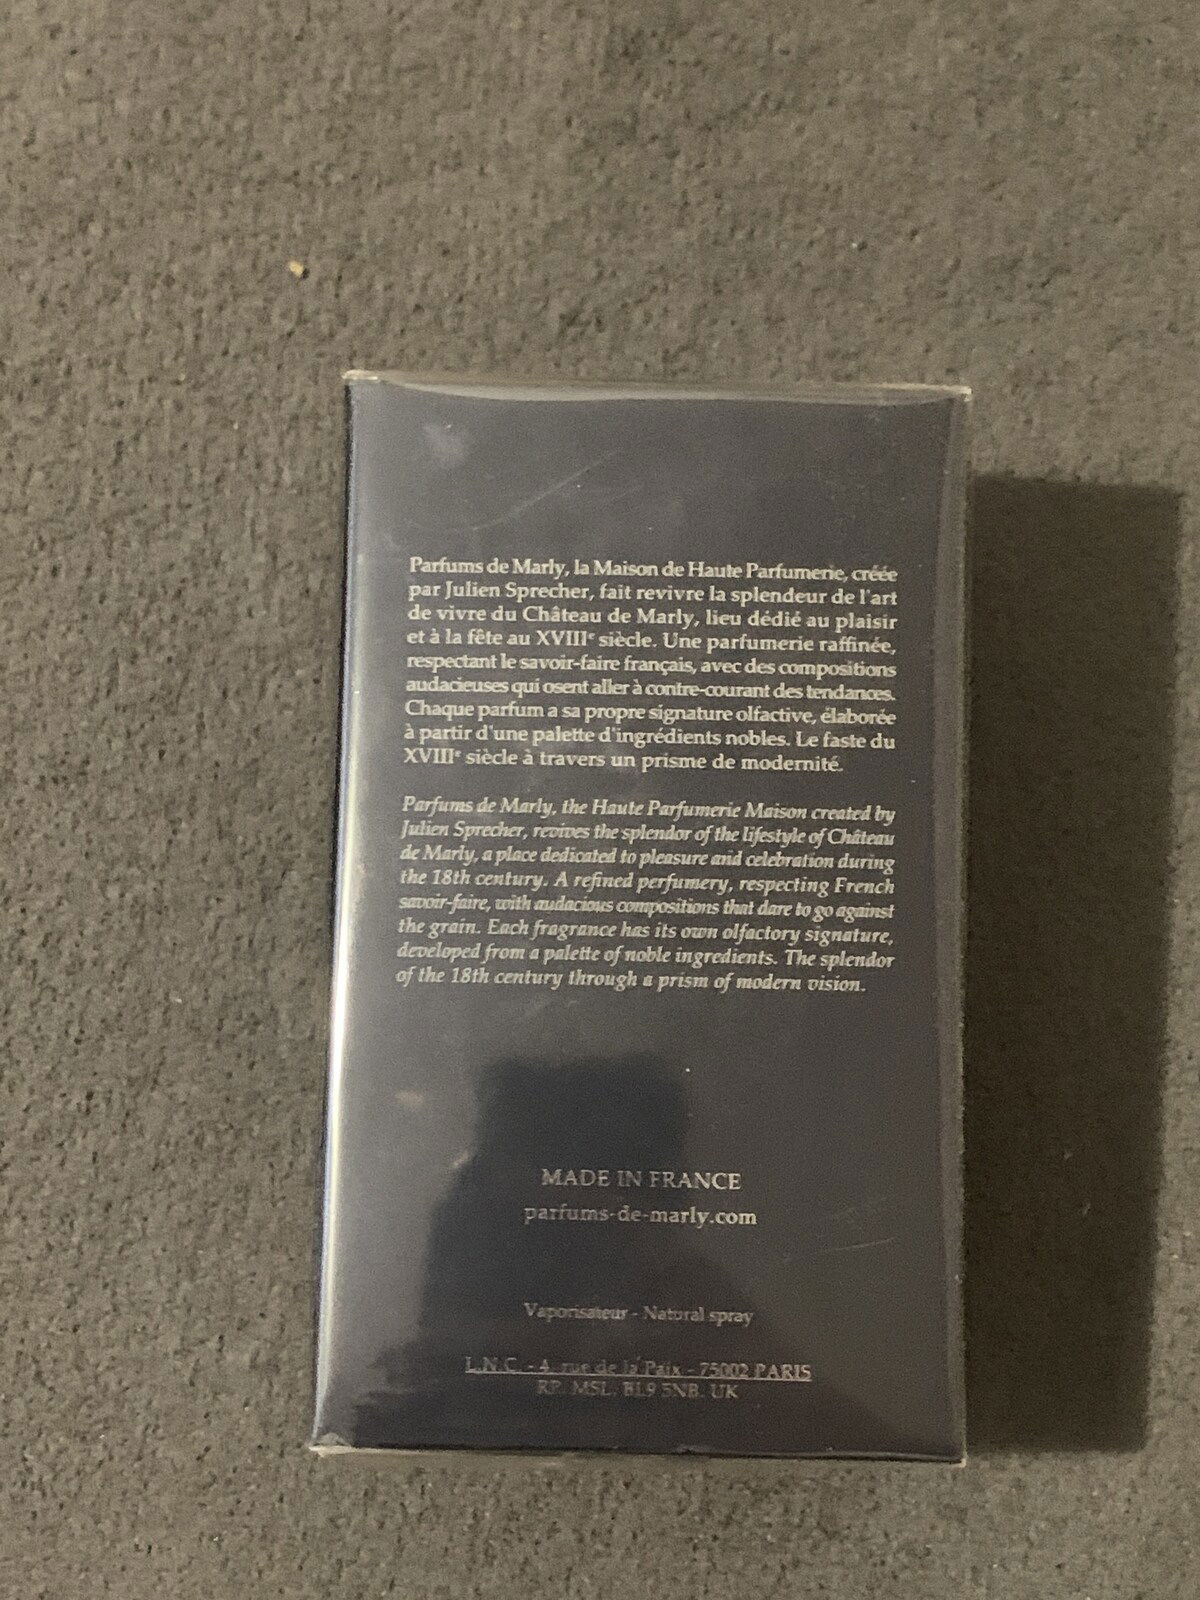 Parfums de Marly, la Maison de Haute Parfumerie, créée
par Julien Sprecher, fait revivre la splendeur de l'art
de vivre du Château de Marly, lieu dédié au plaisir
et à la fête au XVIIIᵉ siècle. Une parfumerie raffinée,
respectant le savoir-faire français, avec des compositions
audacieuses qui osent aller à contre-courant des tendances.
Chaque parfum a sa propre signature olfactive, élaborée
à partir d'une palette d'ingrédients nobles. Le faste du
XVIIIᵉ siècle à travers un prisme de modernité.
Parfums de Marly, the Haute Parfumerie Maison created by
Julien Sprecher, revives the splendor of the lifestyle of Château
de Marly, a place dedicated to pleasure and celebration during
the 18th century. A refined perfumery, respecting French
savoir-faire, with audacious compositions that dare to go against
the grain. Each fragrance has its own olfactory signature,
developed from a palette of noble ingredients. The splendor
of the 18th century through a prism of modern vision.
MADE IN FRANCE
parfums-de-marly.com
Vaporisateur - Natural spray
L.N.C. - 4, rue de la Paix - 75002 PARIS
RP. MSL. BL9 5NB. UK